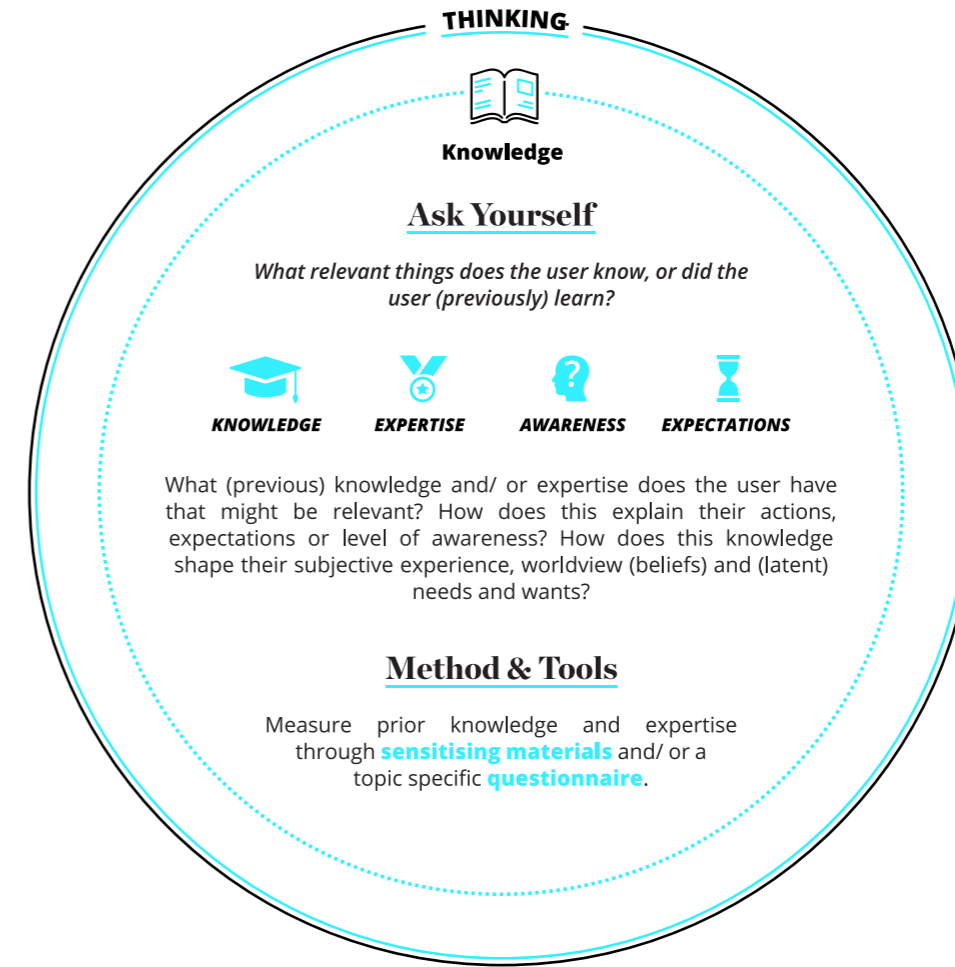 THINKING
Knowledge
Ask Yourself
What relevant things does the user know, or did the
user (previously) learn?
KNOWLEDGE EXPERTISE AWARENESS EXPECTATIONS
What (previous) knowledge and/ or expertise does the user have
that might be relevant? How does this explain their actions,
expectations or level of awareness? How does this knowledge
shape their subjective experience, worldview (beliefs) and (latent)
needs and wants?
Method & Tools
Measure prior knowledge and expertise
through sensitising materials and/ or a
topic specific questionnaire.